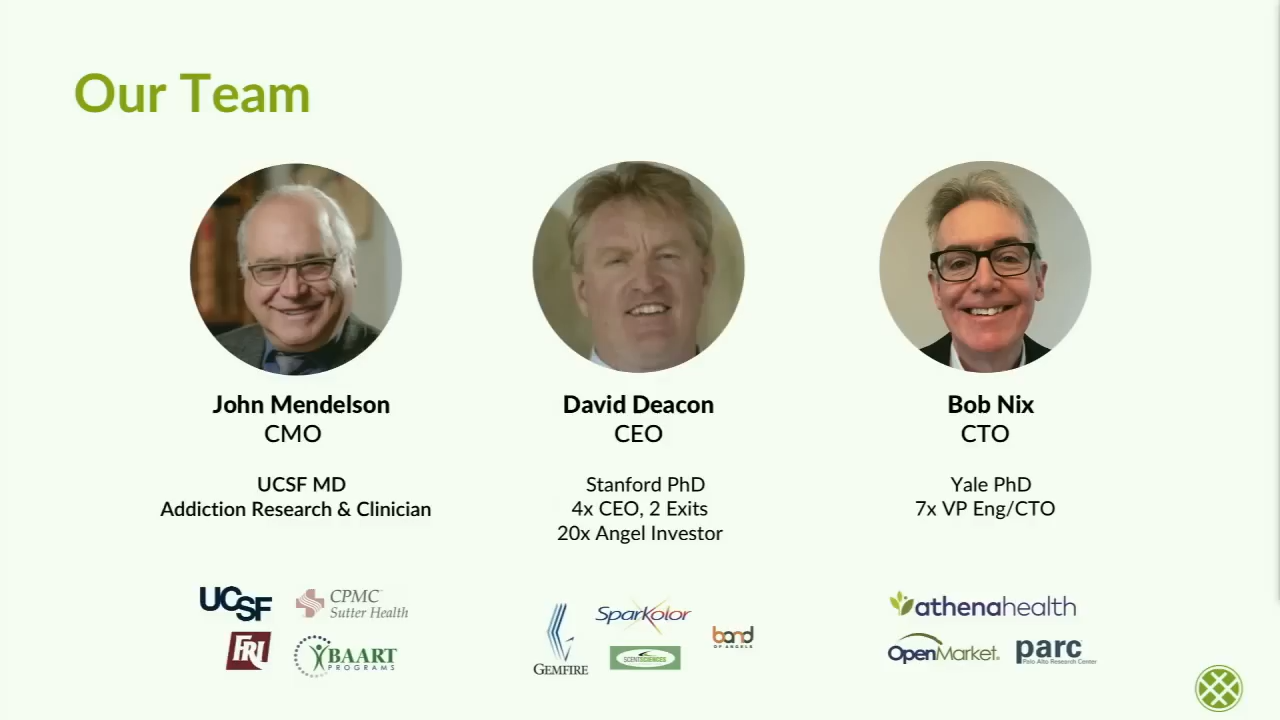 Our Team
John Mendelson
CMO
UCSF MD
Addiction Research & Clinician
UCSF
CPMC
Sutter Health
FRI
BAART
PROGRAMS
David Deacon
CEO
Stanford PhD
4x CEO, 2 Exits
20x Angel Investor
GEMFIRE
SparKolor
SCENTSCIENCES
band
OF ANGELS
Bob Nix
CTO
Yale PhD
7x VP Eng/CTO
athenahealth
OpenMarket
parc
Palo Alto Research Center